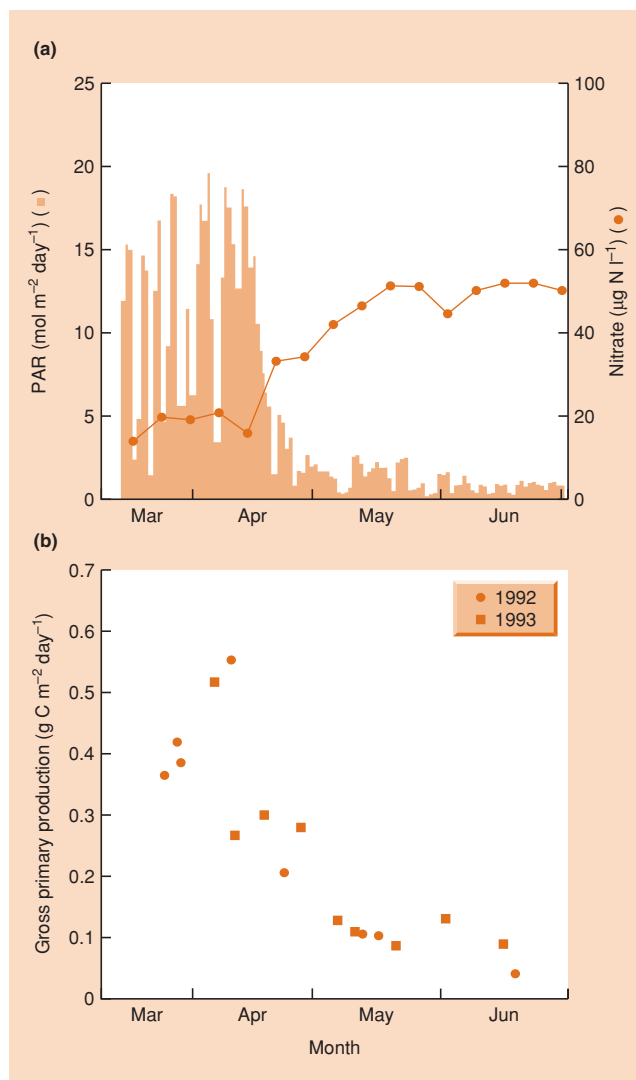 (a)
25
20
15
10
5
0
PAR (mol m⁻² day⁻¹) (■)
100
80
60
40
20
0
Nitrate (μg N l⁻¹) (●)
Mar Apr May Jun
(b)
0.7
0.6
0.5
0.4
0.3
0.2
0.1
0
Gross primary production (g C m⁻² day⁻¹)
1992
1993
Mar Apr May Jun
Month